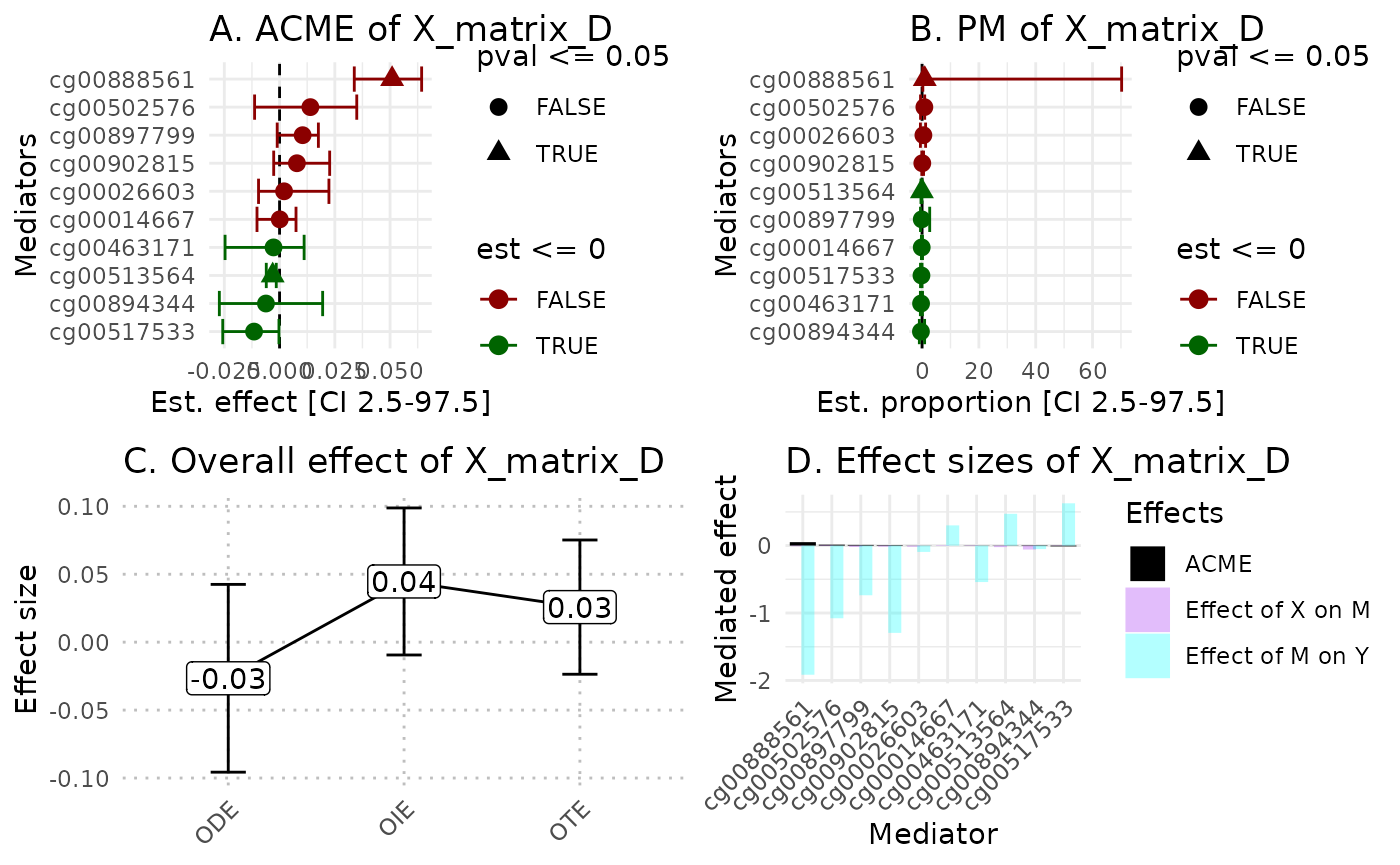 A. ACME of X_matrix_D
Mediators
cg00888561
cg00502576
cg00897799
cg00902815
cg00026603
cg00014667
cg00463171
cg00513564
cg00894344
cg00517533
-0.025
0.000
0.025
0.050
Est. effect [CI 2.5-97.5]
pval <= 0.05
FALSE
TRUE
est <= 0
FALSE
TRUE
B. PM of X_matrix_D
Mediators
cg00888561
cg00502576
cg00026603
cg00902815
cg00513564
cg00897799
cg00014667
cg00517533
cg00463171
cg00894344
0
20
40
60
Est. proportion [CI 2.5-97.5]
pval <= 0.05
FALSE
TRUE
est <= 0
FALSE
TRUE
C. Overall effect of X_matrix_D
Effect size
0.10
0.05
0.00
-0.05
-0.10
-0.03
0.04
0.03
ODE
OIE
OTE
D. Effect sizes of X_matrix_D
Mediated effect
0
-1
-2
cg00888561
cg00502576
cg00897799
cg00902815
cg00026603
cg00014667
cg00463171
cg00513564
cg00894344
cg00517533
Mediator
Effects
ACME
Effect of X on M
Effect of M on Y